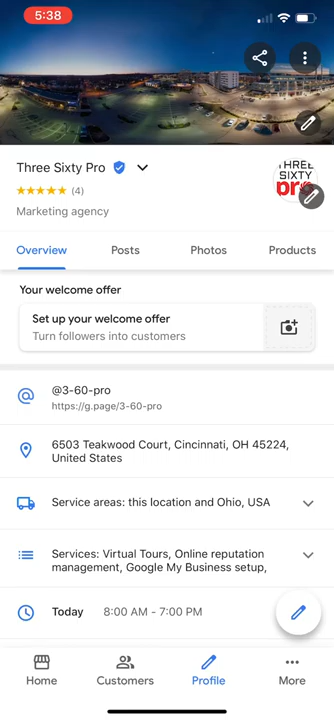 5:38
Three Sixty Pro
(4)
THREE
SIXTY
pro
Marketing agency
Overview Posts Photos Products
Your welcome offer
Set up your welcome offer
Turn followers into customers
@3-60-pro
https://g.page/3-60-pro
6503 Teakwood Court, Cincinnati, OH 45224,
United States
Service areas: this location and Ohio, USA
Services: Virtual Tours, Online reputation
management, Google My Business setup,
Today 8:00 AM - 7:00 PM
Home Customers Profile More